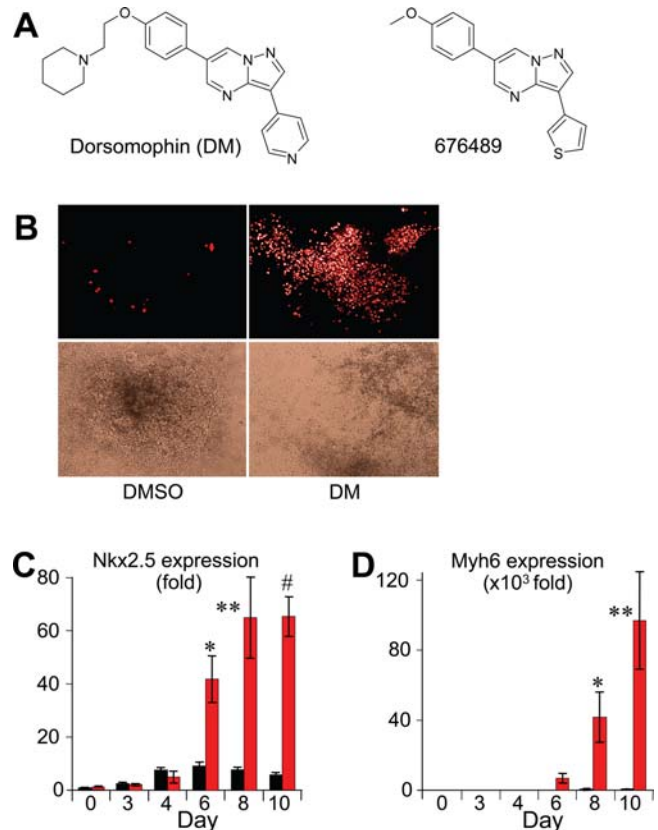 A
O
N
N
N
N
N
Dorsomophin (DM)
O
N
N
N
S
676489
B
DMSO
DM
C
Nkx2.5 expression
(fold)
80
60
40
20
0
*
**
#
0 3 4 6 8 10
Day
D
Myh6 expression
(x10³ fold)
120
80
40
0
*
**
0 3 4 6 8 10
Day